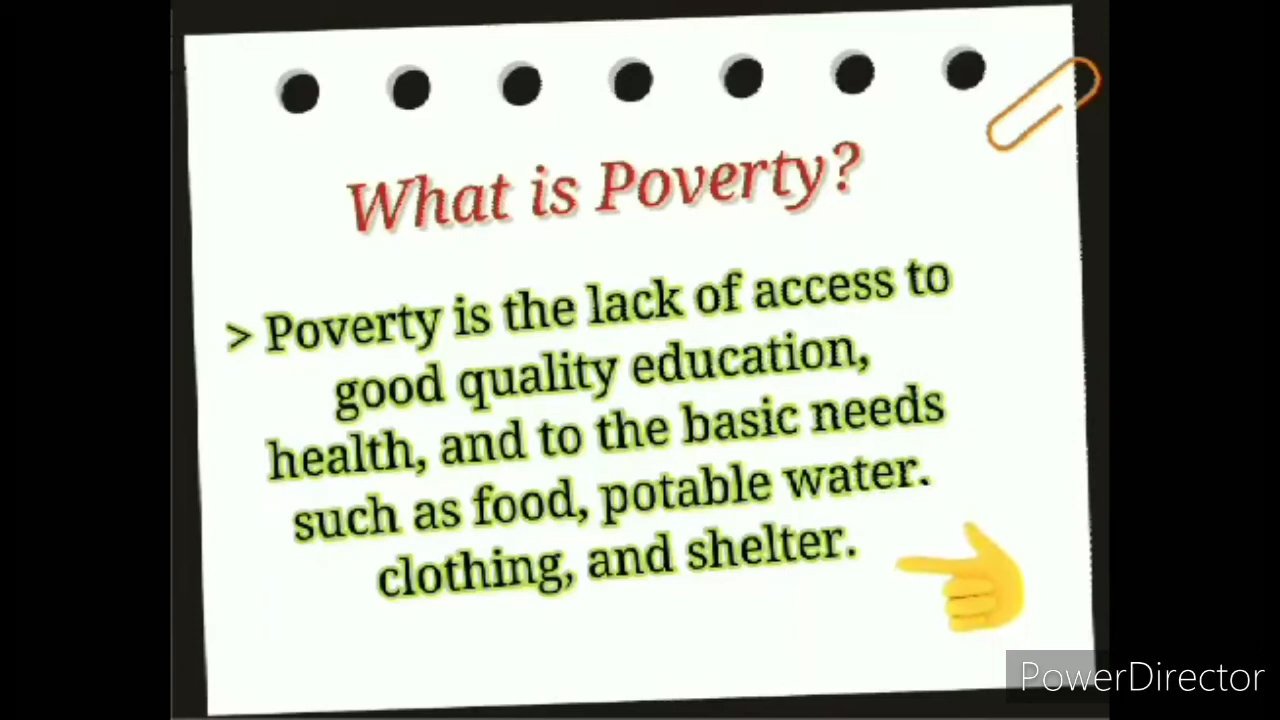 What is Poverty?
> Poverty is the lack of access to
good quality education,
health, and to the basic needs
such as food, potable water.
clothing, and shelter.
PowerDirector